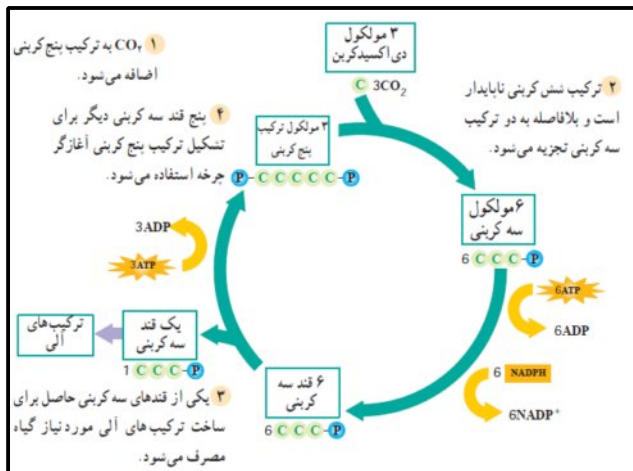 ۱ CO₂ به ترکیب پنج کربنی
اضافه می‌شود.
۳ مولکول
دی اکسیدکربن
C 3CO₂
۲ ترکیب شش کربنی ناپایدار
است و بلافاصله به دو ترکیب
سه کربنی تجزیه می‌شود.
۴ پنج قند سه کربنی دیگر برای
تشکیل ترکیب پنج کربنی آغازگر
چرخه استفاده می‌شود.
۳ مولکول ترکیب
پنج کربنی
P-C C C C C-P
۶ مولکول
سه کربنی
6 C C C-P
3ADP
3ATP
6ATP
6ADP
ترکیب‌های
آلی
یک قند
سه کربنی
1 C C C-P
۶ قند سه
کربنی
6 C C C-P
6 NADPH
6NADP⁺
۳ یکی از قندهای سه کربنی حاصل برای
ساخت ترکیب‌های آلی مورد نیاز گیاه
مصرف می‌شود.